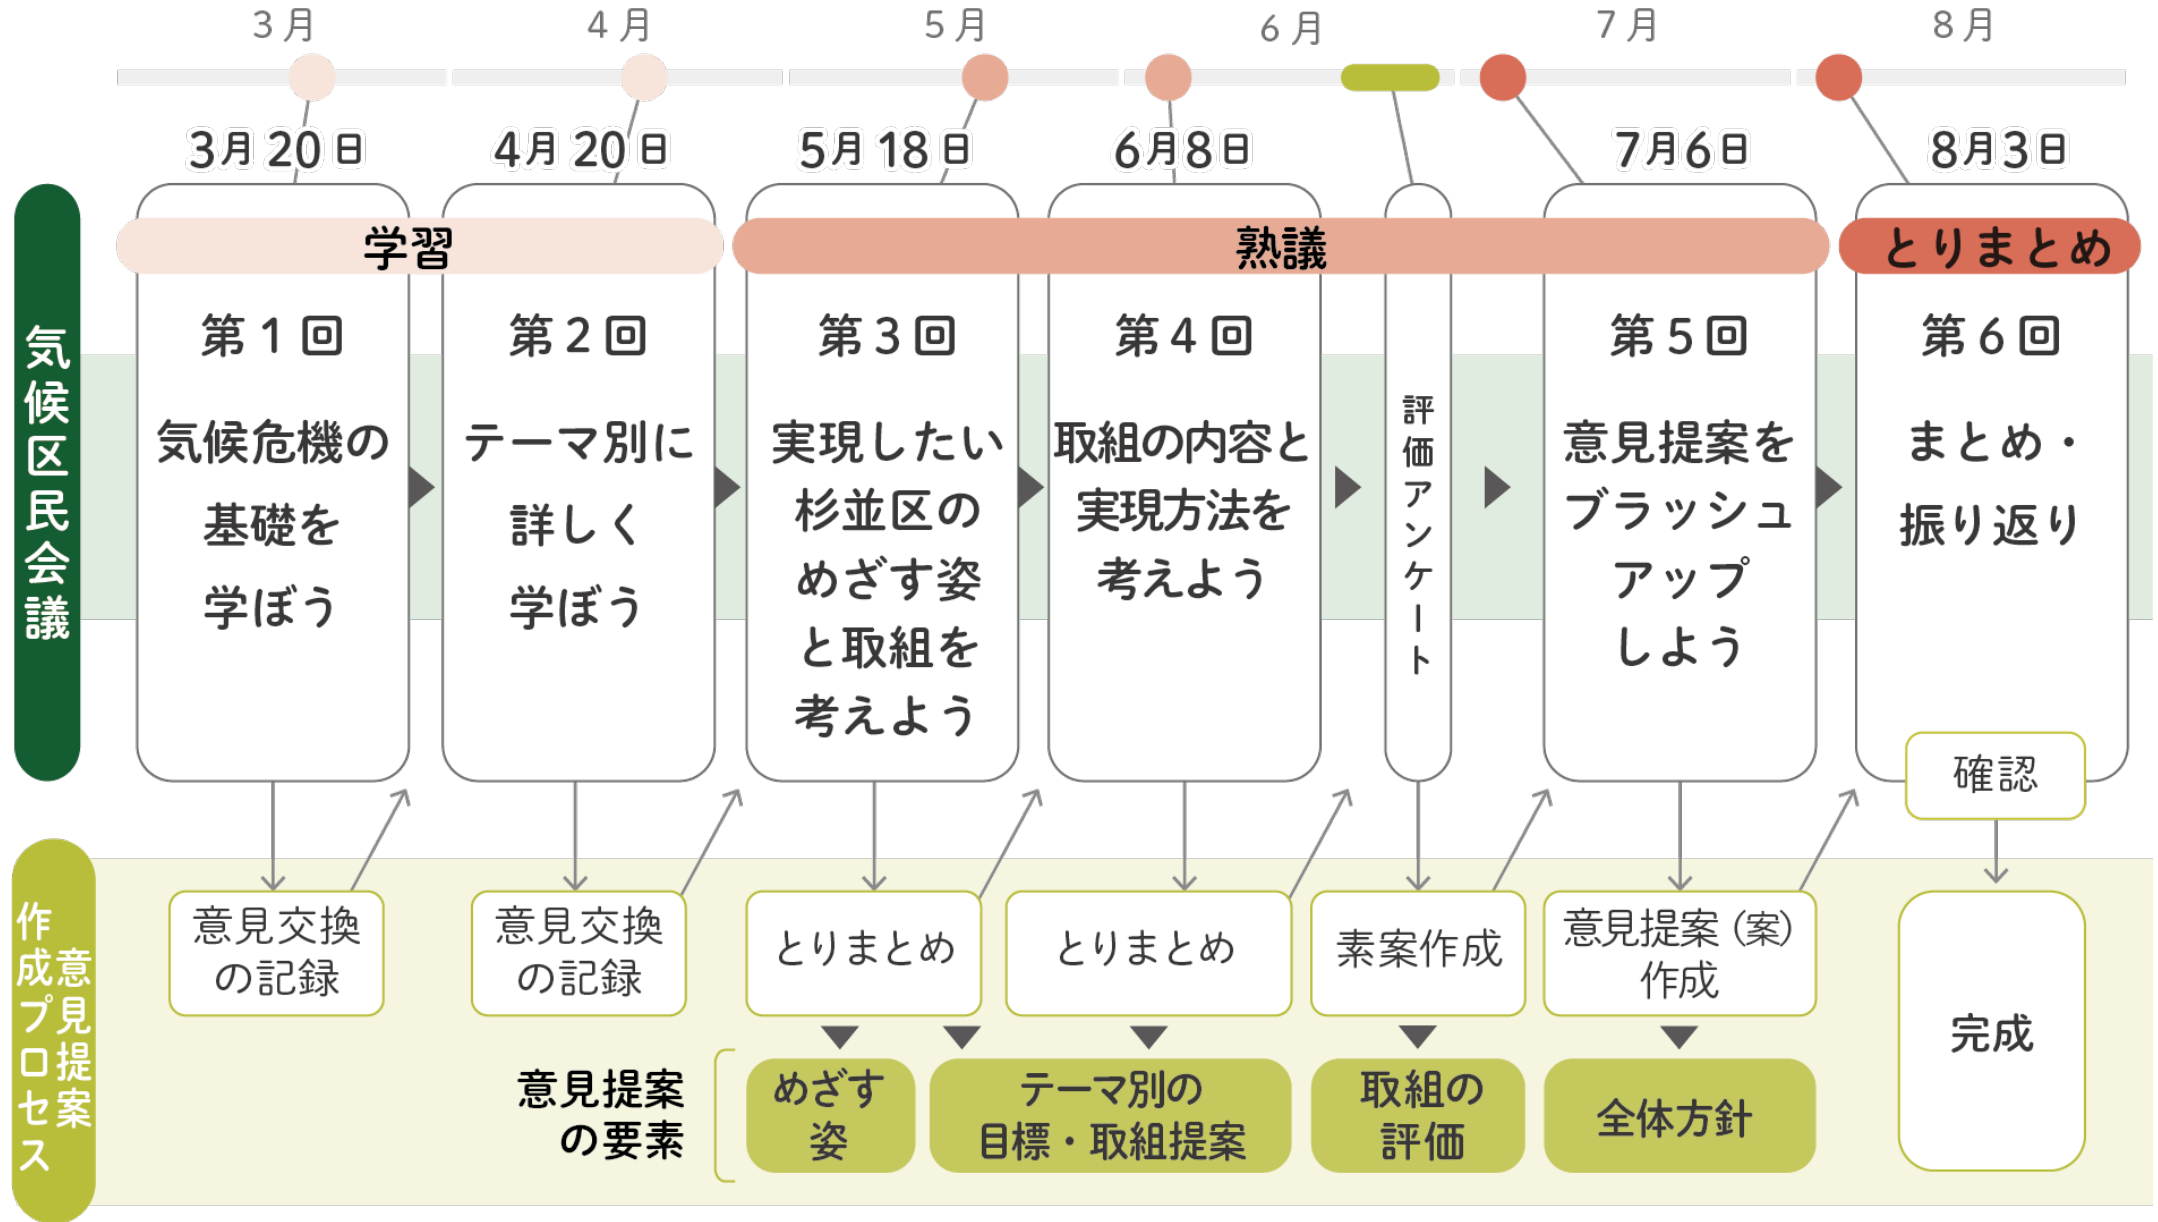 3月
4月
5月
6月
7月
8月
3月20日
4月20日
5月18日
6月8日
7月6日
8月3日
気候区民会議
学習
熟議
とりまとめ
第1回
気候危機の
基礎を
学ぼう
第2回
テーマ別に
詳しく
学ぼう
第3回
実現したい
杉並区の
めざす姿
と取組を
考えよう
第4回
取組の内容と
実現方法を
考えよう
評価アンケート
第5回
意見提案を
ブラッシュ
アップ
しよう
第6回
まとめ・
振り返り
確認
意見提案
作成プロセス
意見交換
の記録
意見交換
の記録
とりまとめ
とりまとめ
素案作成
意見提案（案）
作成
完成
意見提案
の要素
めざす
姿
テーマ別の
目標・取組提案
取組の
評価
全体方針